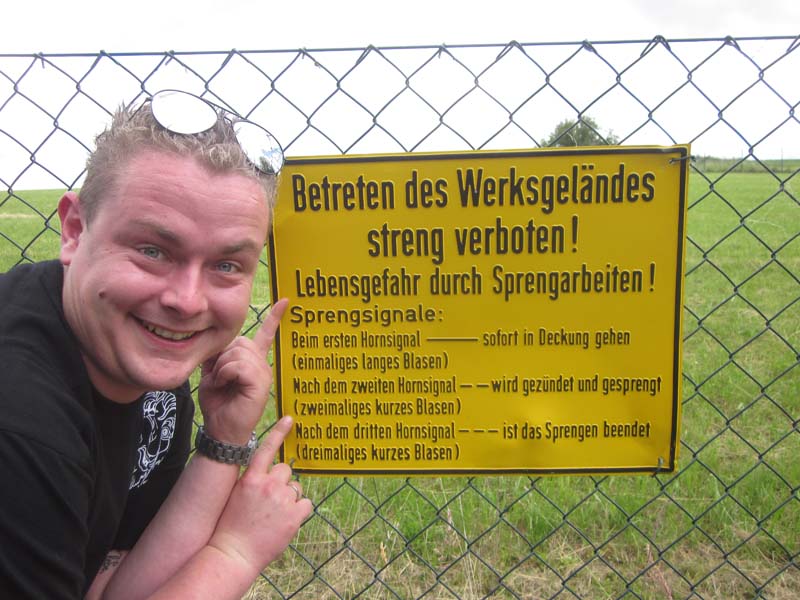 Betreten des Werksgeländes
streng verboten!
Lebensgefahr durch Sprengarbeiten!
Sprengsignale:
Beim ersten Hornsignal ——— sofort in Deckung gehen
(einmaliges langes Blasen)
Nach dem zweiten Hornsignal – – wird gezündet und gesprengt
(zweimaliges kurzes Blasen)
Nach dem dritten Hornsignal – – – ist das Sprengen beendet
(dreimaliges kurzes Blasen)